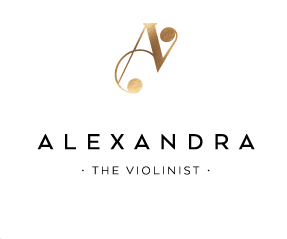 A
ALEXANDRA
· THE VIOLINIST ·